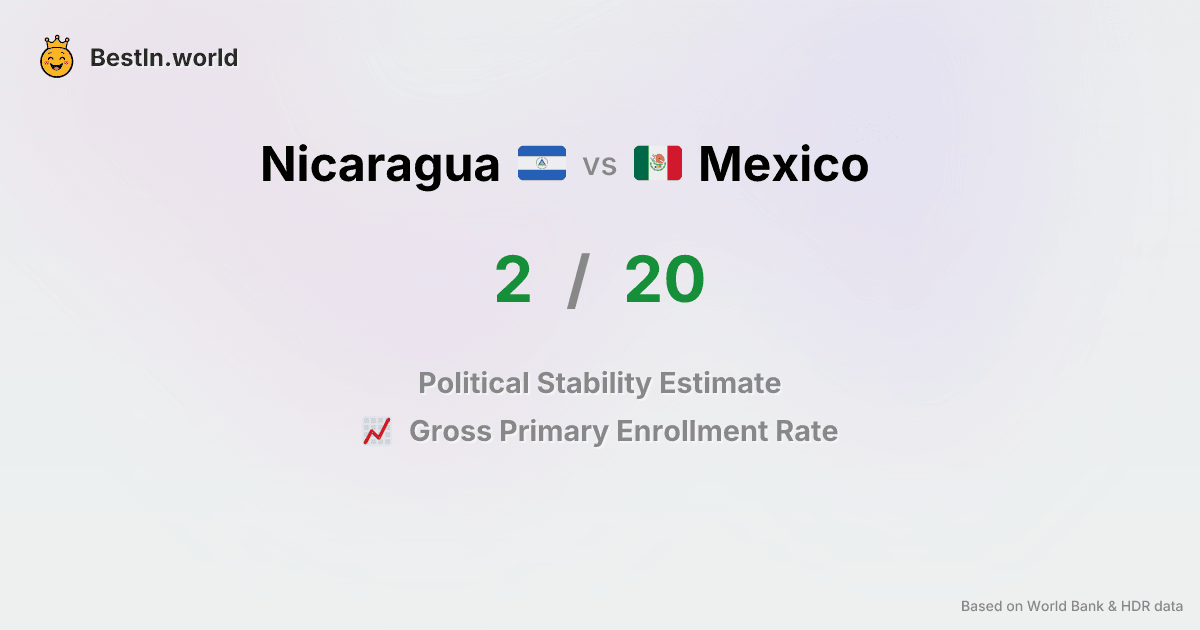 BestIn.world
Nicaragua vs Mexico
2 / 20
Political Stability Estimate
Gross Primary Enrollment Rate
Based on World Bank & HDR data